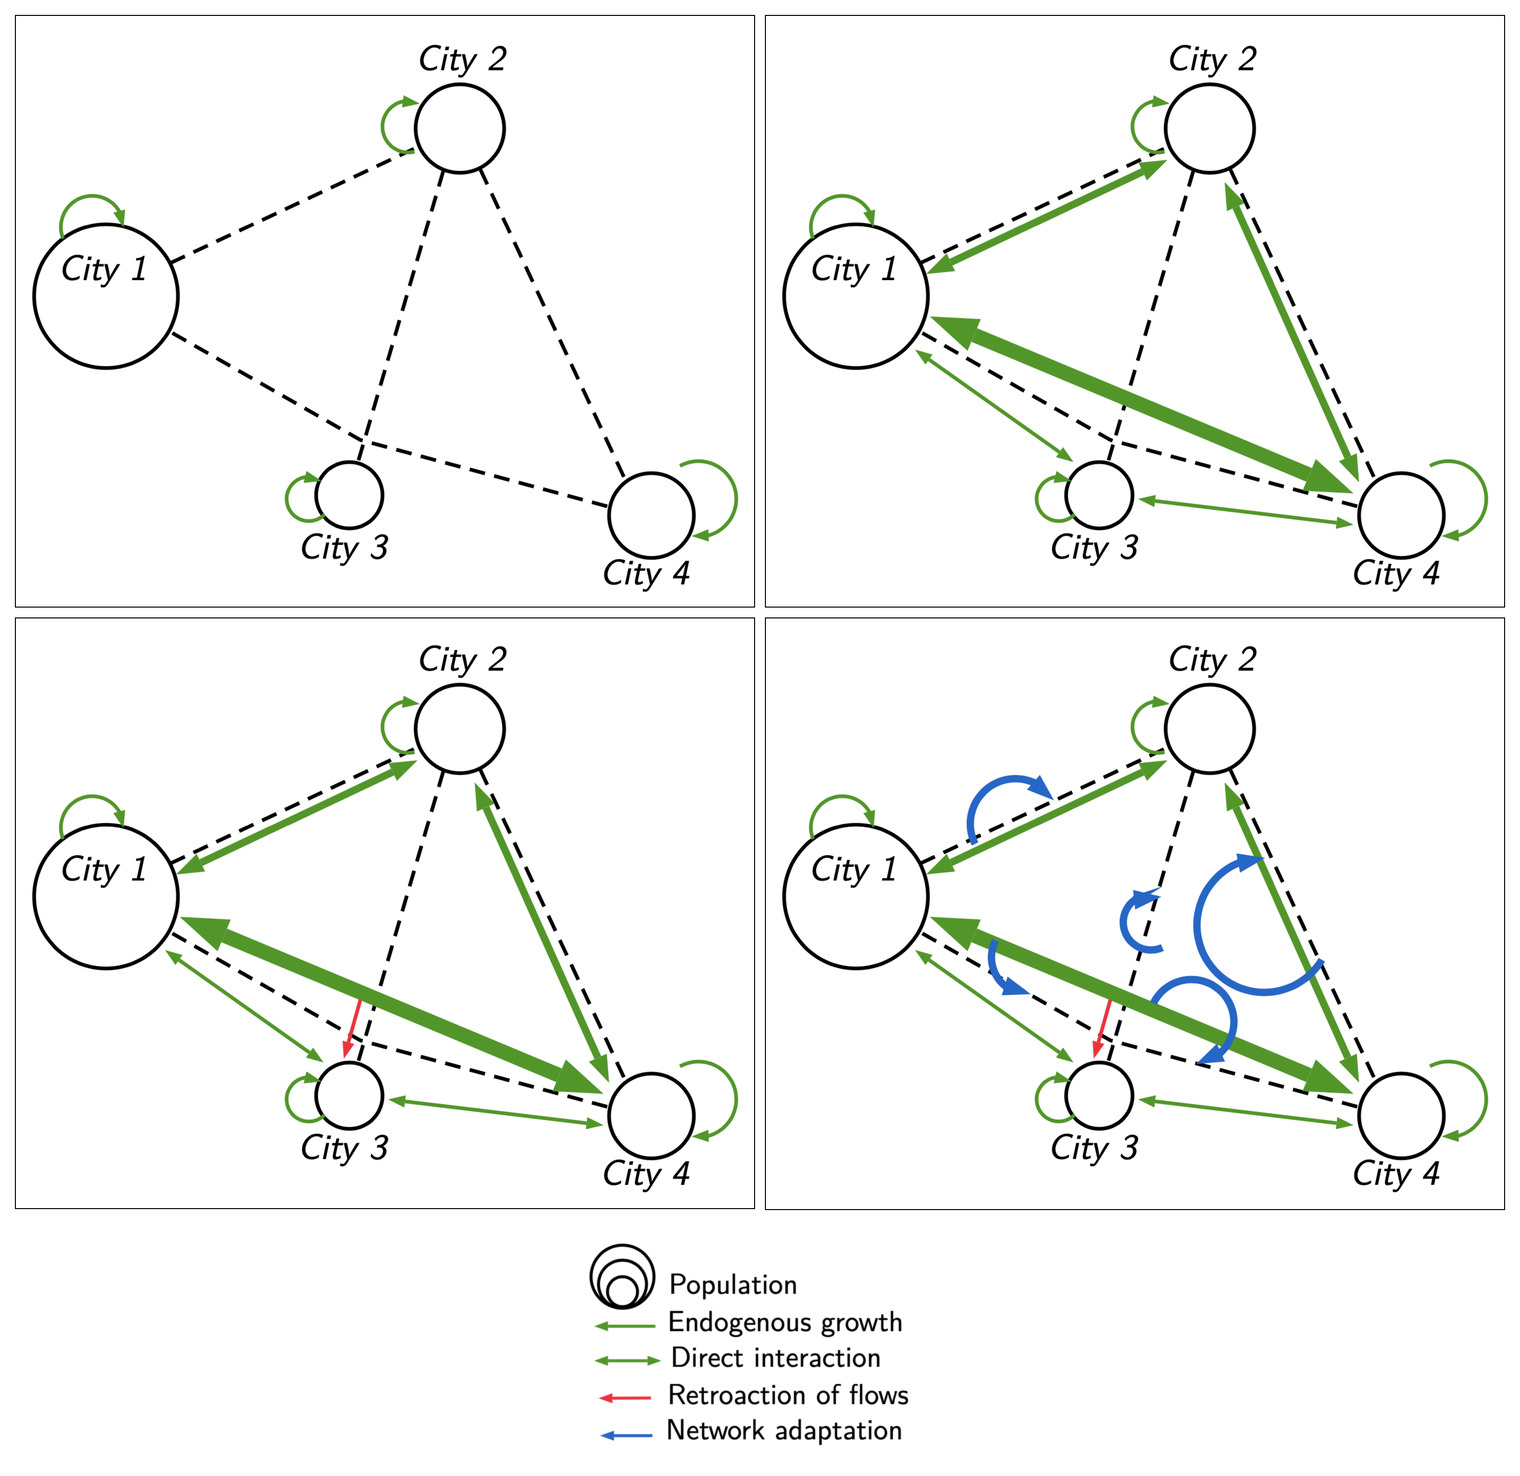 City 2
City 1
City 3
City 4
City 2
City 1
City 3
City 4
City 2
City 1
City 3
City 4
City 2
City 1
City 3
City 4
Population
Endogenous growth
Direct interaction
Retroaction of flows
Network adaptation